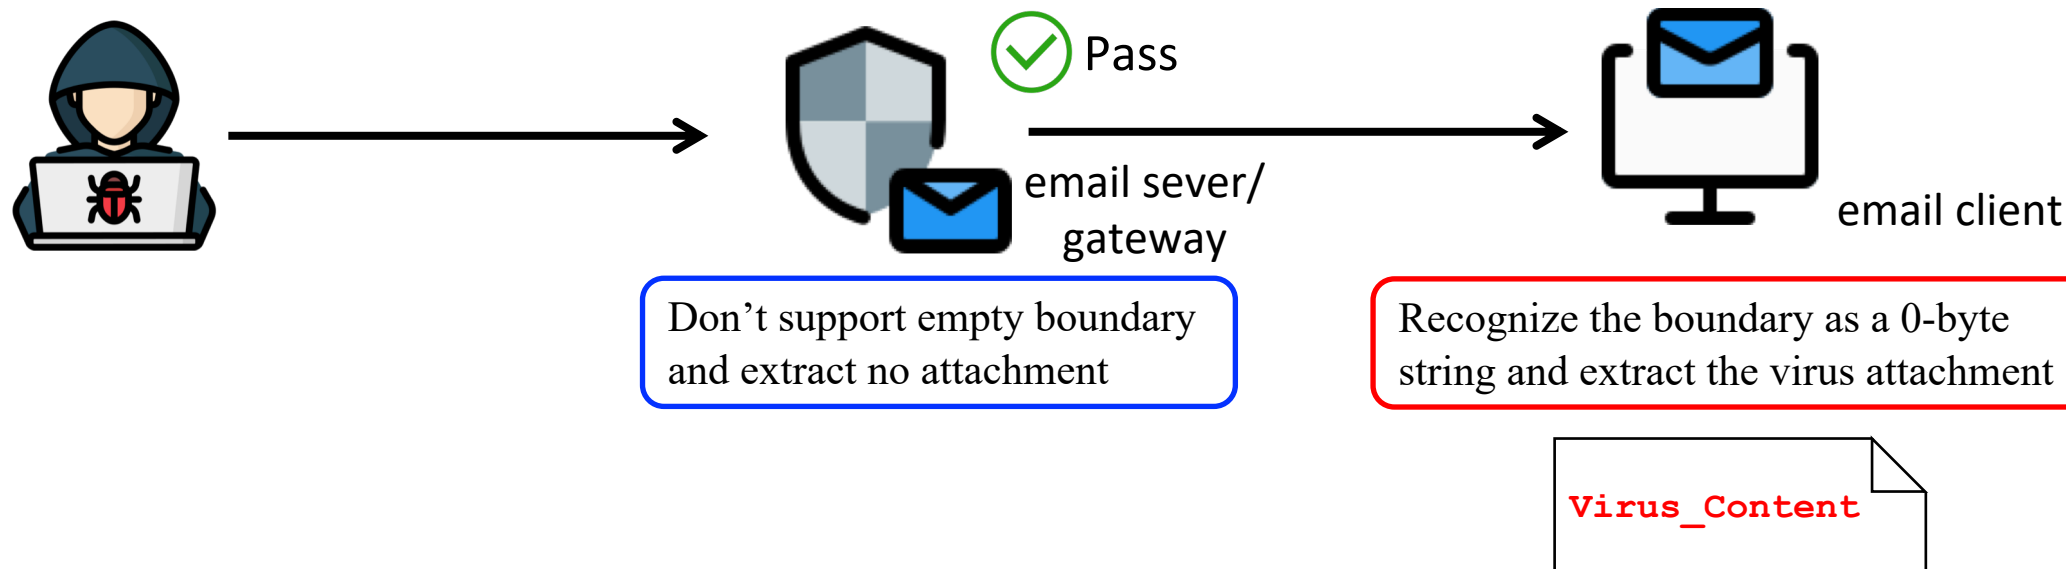 Pass
email sever/
gateway
email client
Don’t support empty boundary
and extract no attachment
Recognize the boundary as a 0-byte
string and extract the virus attachment
Virus_Content